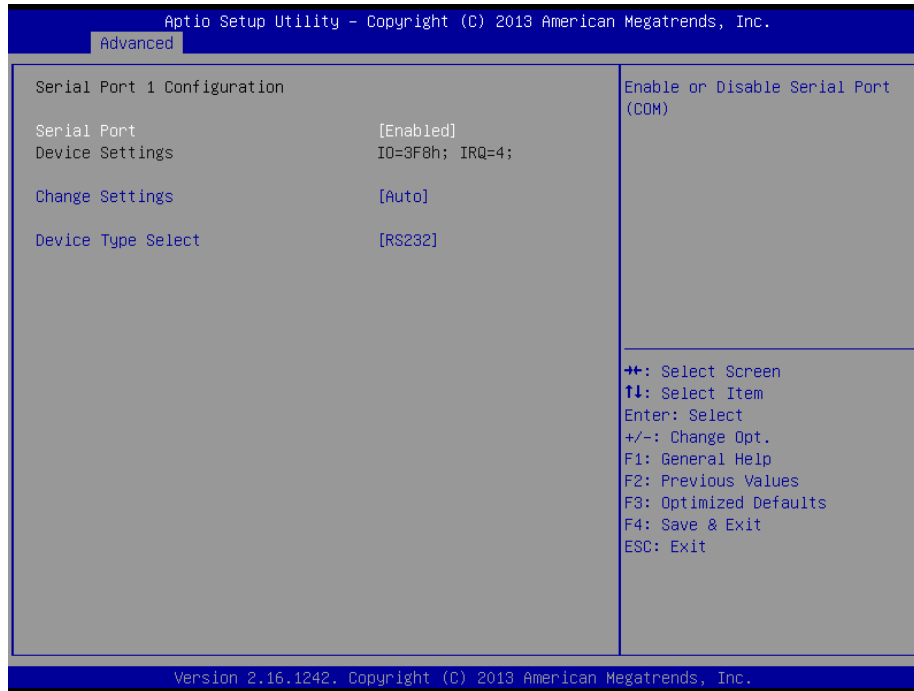 Aptio Setup Utility – Copyright (C) 2013 American Megatrends, Inc.
Advanced
Serial Port 1 Configuration
Serial Port [Enabled]
Device Settings IO=3F8h; IRQ=4;
Change Settings [Auto]
Device Type Select [RS232]
Enable or Disable Serial Port
(COM)
→←: Select Screen
↑↓: Select Item
Enter: Select
+/-: Change Opt.
F1: General Help
F2: Previous Values
F3: Optimized Defaults
F4: Save & Exit
ESC: Exit
Version 2.16.1242. Copyright (C) 2013 American Megatrends, Inc.